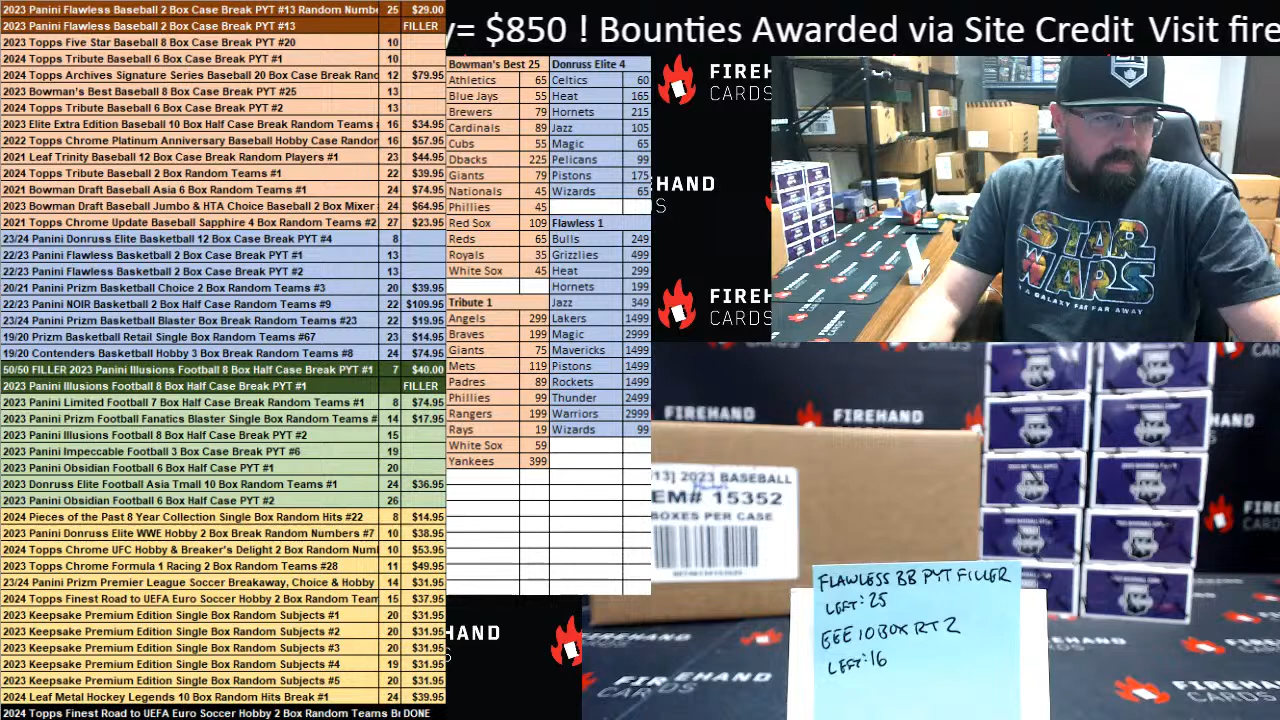 y= $850 ! Bounties Awarded via Site Credit Visit fire
2023 Panini Flawless Baseball 2 Box Case Break PYT #13 Random Numbe 25 $29.00
2023 Panini Flawless Baseball 2 Box Case Break PYT #13 FILLER
2023 Topps Five Star Baseball 8 Box Case Break PYT #20 10
2024 Topps Tribute Baseball 6 Box Case Break PYT #1 10
2024 Topps Archives Signature Series Baseball 20 Box Case Break Ranc 12 $79.95
2023 Bowman's Best Baseball 8 Box Case Break PYT #25 13
2024 Topps Tribute Baseball 6 Box Case Break PYT #2 13
2023 Elite Extra Edition Baseball 10 Box Half Case Break Random Teams 16 $34.95
2022 Topps Chrome Platinum Anniversary Baseball Hobby Case Random 16 $57.95
2021 Leaf Trinity Baseball 12 Box Case Break Random Players #1 23 $44.95
2024 Topps Tribute Baseball 2 Box Random Teams #1 22 $39.95
2021 Bowman Draft Baseball Asia 6 Box Random Teams #1 24 $74.95
2023 Bowman Draft Baseball Jumbo & HTA Choice Baseball 2 Box Mixer 24 $64.95
2021 Topps Chrome Update Baseball Sapphire 4 Box Random Teams #2 27 $23.95
23/24 Panini Donruss Elite Basketball 12 Box Case Break PYT #4 8
22/23 Panini Flawless Basketball 2 Box Case Break PYT #1 13
22/23 Panini Flawless Basketball 2 Box Case Break PYT #2 13
20/21 Panini Prizm Basketball Choice 2 Box Random Teams #3 20 $39.95
22/23 Panini NOIR Basketball 2 Box Half Case Random Teams #9 22 $109.95
23/24 Panini Prizm Basketball Blaster Box Break Random Teams #23 22 $19.95
19/20 Prizm Basketball Retail Single Box Random Teams #67 23 $14.95
19/20 Contenders Basketball Hobby 3 Box Break Random Teams #8 24 $74.95
50/50 FILLER 2023 Panini Illusions Football 8 Box Half Case Break PYT #1 7 $40.00
2023 Panini Illusions Football 8 Box Half Case Break PYT #1 FILLER
2023 Panini Limited Football 7 Box Half Case Break Random Teams #1 8 $74.95
2023 Panini Prizm Football Fanatics Blaster Single Box Random Teams # 14 $17.95
2023 Panini Illusions Football 8 Box Half Case Break PYT #2 15
2023 Panini Impeccable Football 3 Box Case Break PYT #6 19
2023 Panini Obsidian Football 6 Box Half Case PYT #1 20
2023 Donruss Elite Football Asia Tmall 10 Box Random Teams #1 24 $36.95
2023 Panini Obsidian Football 6 Box Half Case PYT #2 26
2024 Pieces of the Past 8 Year Collection Single Box Random Hits #22 8 $14.95
2023 Panini Donruss Elite WWE Hobby 2 Box Random Numbers #7 10 $38.95
2024 Topps Chrome UFC Hobby & Breaker's Delight 2 Box Random Numl 10 $53.95
2023 Topps Chrome Formula 1 Racing 2 Box Random Teams #28 11 $49.95
23/24 Panini Prizm Premier League Soccer Breakaway, Choice & Hobby 14 $31.95
2024 Topps Finest Road to UEFA Euro Soccer Hobby 2 Box Random Team 15 $37.95
2023 Keepsake Premium Edition Single Box Random Subjects #1 20 $31.95
2023 Keepsake Premium Edition Single Box Random Subjects #2 20 $31.95
2023 Keepsake Premium Edition Single Box Random Subjects #3 20 $31.95
2023 Keepsake Premium Edition Single Box Random Subjects #4 19 $31.95
2023 Keepsake Premium Edition Single Box Random Subjects #5 20 $31.95
2024 Leaf Metal Hockey Legends 10 Box Random Hits Break #1 24 $39.95
2024 Topps Finest Road to UEFA Euro Soccer Hobby 2 Box Random Teams Br DONE
Bowman's Best 25
Athletics 65
Blue Jays 55
Brewers 79
Cardinals 89
Cubs 55
Dbacks 225
Giants 79
Nationals 45
Phillies 45
Red Sox 109
Reds 65
Royals 35
White Sox 45
Tribute 1
Angels 299
Braves 199
Giants 75
Mets 119
Padres 89
Phillies 99
Rangers 199
Rays 19
White Sox 59
Yankees 399
Donruss Elite 4
Celtics 60
Heat 165
Hornets 215
Jazz 105
Magic 65
Pelicans 99
Pistons 175
Wizards 65
Flawless 1
Bulls 249
Grizzlies 499
Heat 299
Hornets 199
Jazz 349
Lakers 1499
Magic 2999
Mavericks 1499
Pistons 1499
Rockets 1499
Thunder 2499
Warriors 2999
Wizards 99
FIREH
CARDS
HAND
S
FIREH
CARDS
HAND
STAR
WARS
IN A GALAXY FAR FAR AWAY
FIREHAND
FIREHAND
FIREHAND
13] 2023 BASEBALL
EM# 15352
BOXES PER CASE
FLAWLESS BB PYT FILLER
LEFT: 25
EEE 10 BOX RT 2
LEFT: 16
FIREHAND
CARDS